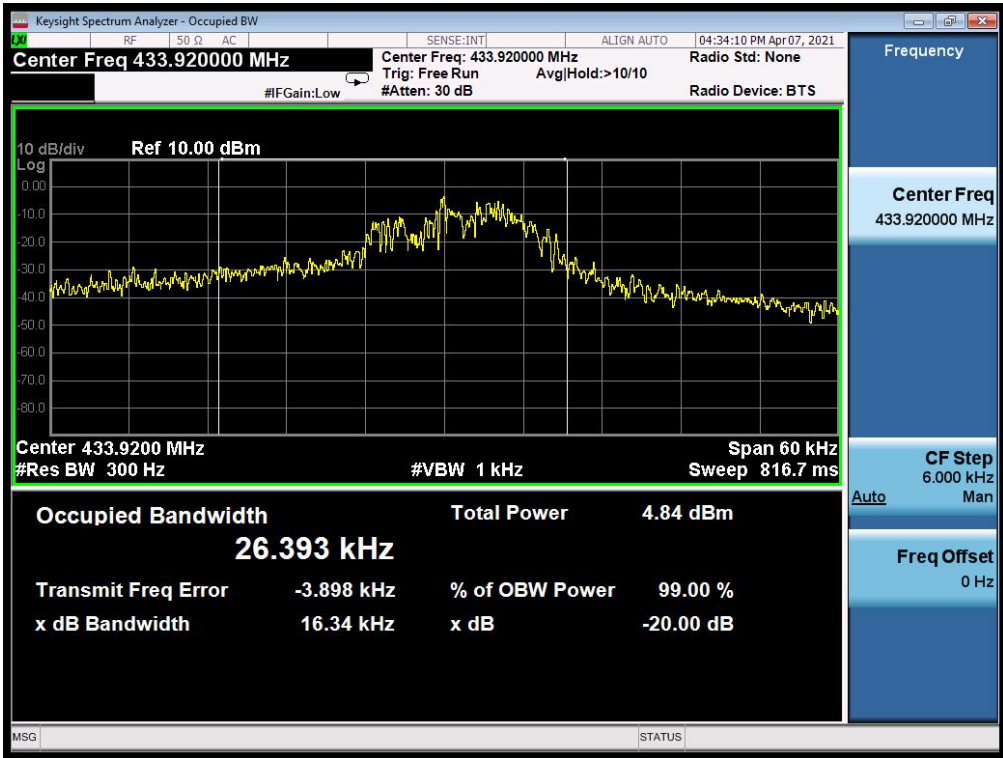 Keysight Spectrum Analyzer - Occupied BW
LXI RF 50 Ω AC SENSE:INT ALIGN AUTO 04:34:10 PM Apr 07, 2021
Center Freq 433.920000 MHz
Center Freq: 433.920000 MHz
Radio Std: None
Trig: Free Run Avg|Hold:>10/10
#IFGain:Low
#Atten: 30 dB
Radio Device: BTS
Frequency
10 dB/div Ref 10.00 dBm
Log
0.00
-10.0
-20.0
-30.0
-40.0
-50.0
-60.0
-70.0
-80.0
Center 433.9200 MHz Span 60 kHz
#Res BW 300 Hz #VBW 1 kHz Sweep 816.7 ms
Center Freq
433.920000 MHz
CF Step
6.000 kHz
Auto Man
Freq Offset
0 Hz
Occupied Bandwidth Total Power 4.84 dBm
26.393 kHz
Transmit Freq Error -3.898 kHz % of OBW Power 99.00 %
x dB Bandwidth 16.34 kHz x dB -20.00 dB
MSG STATUS